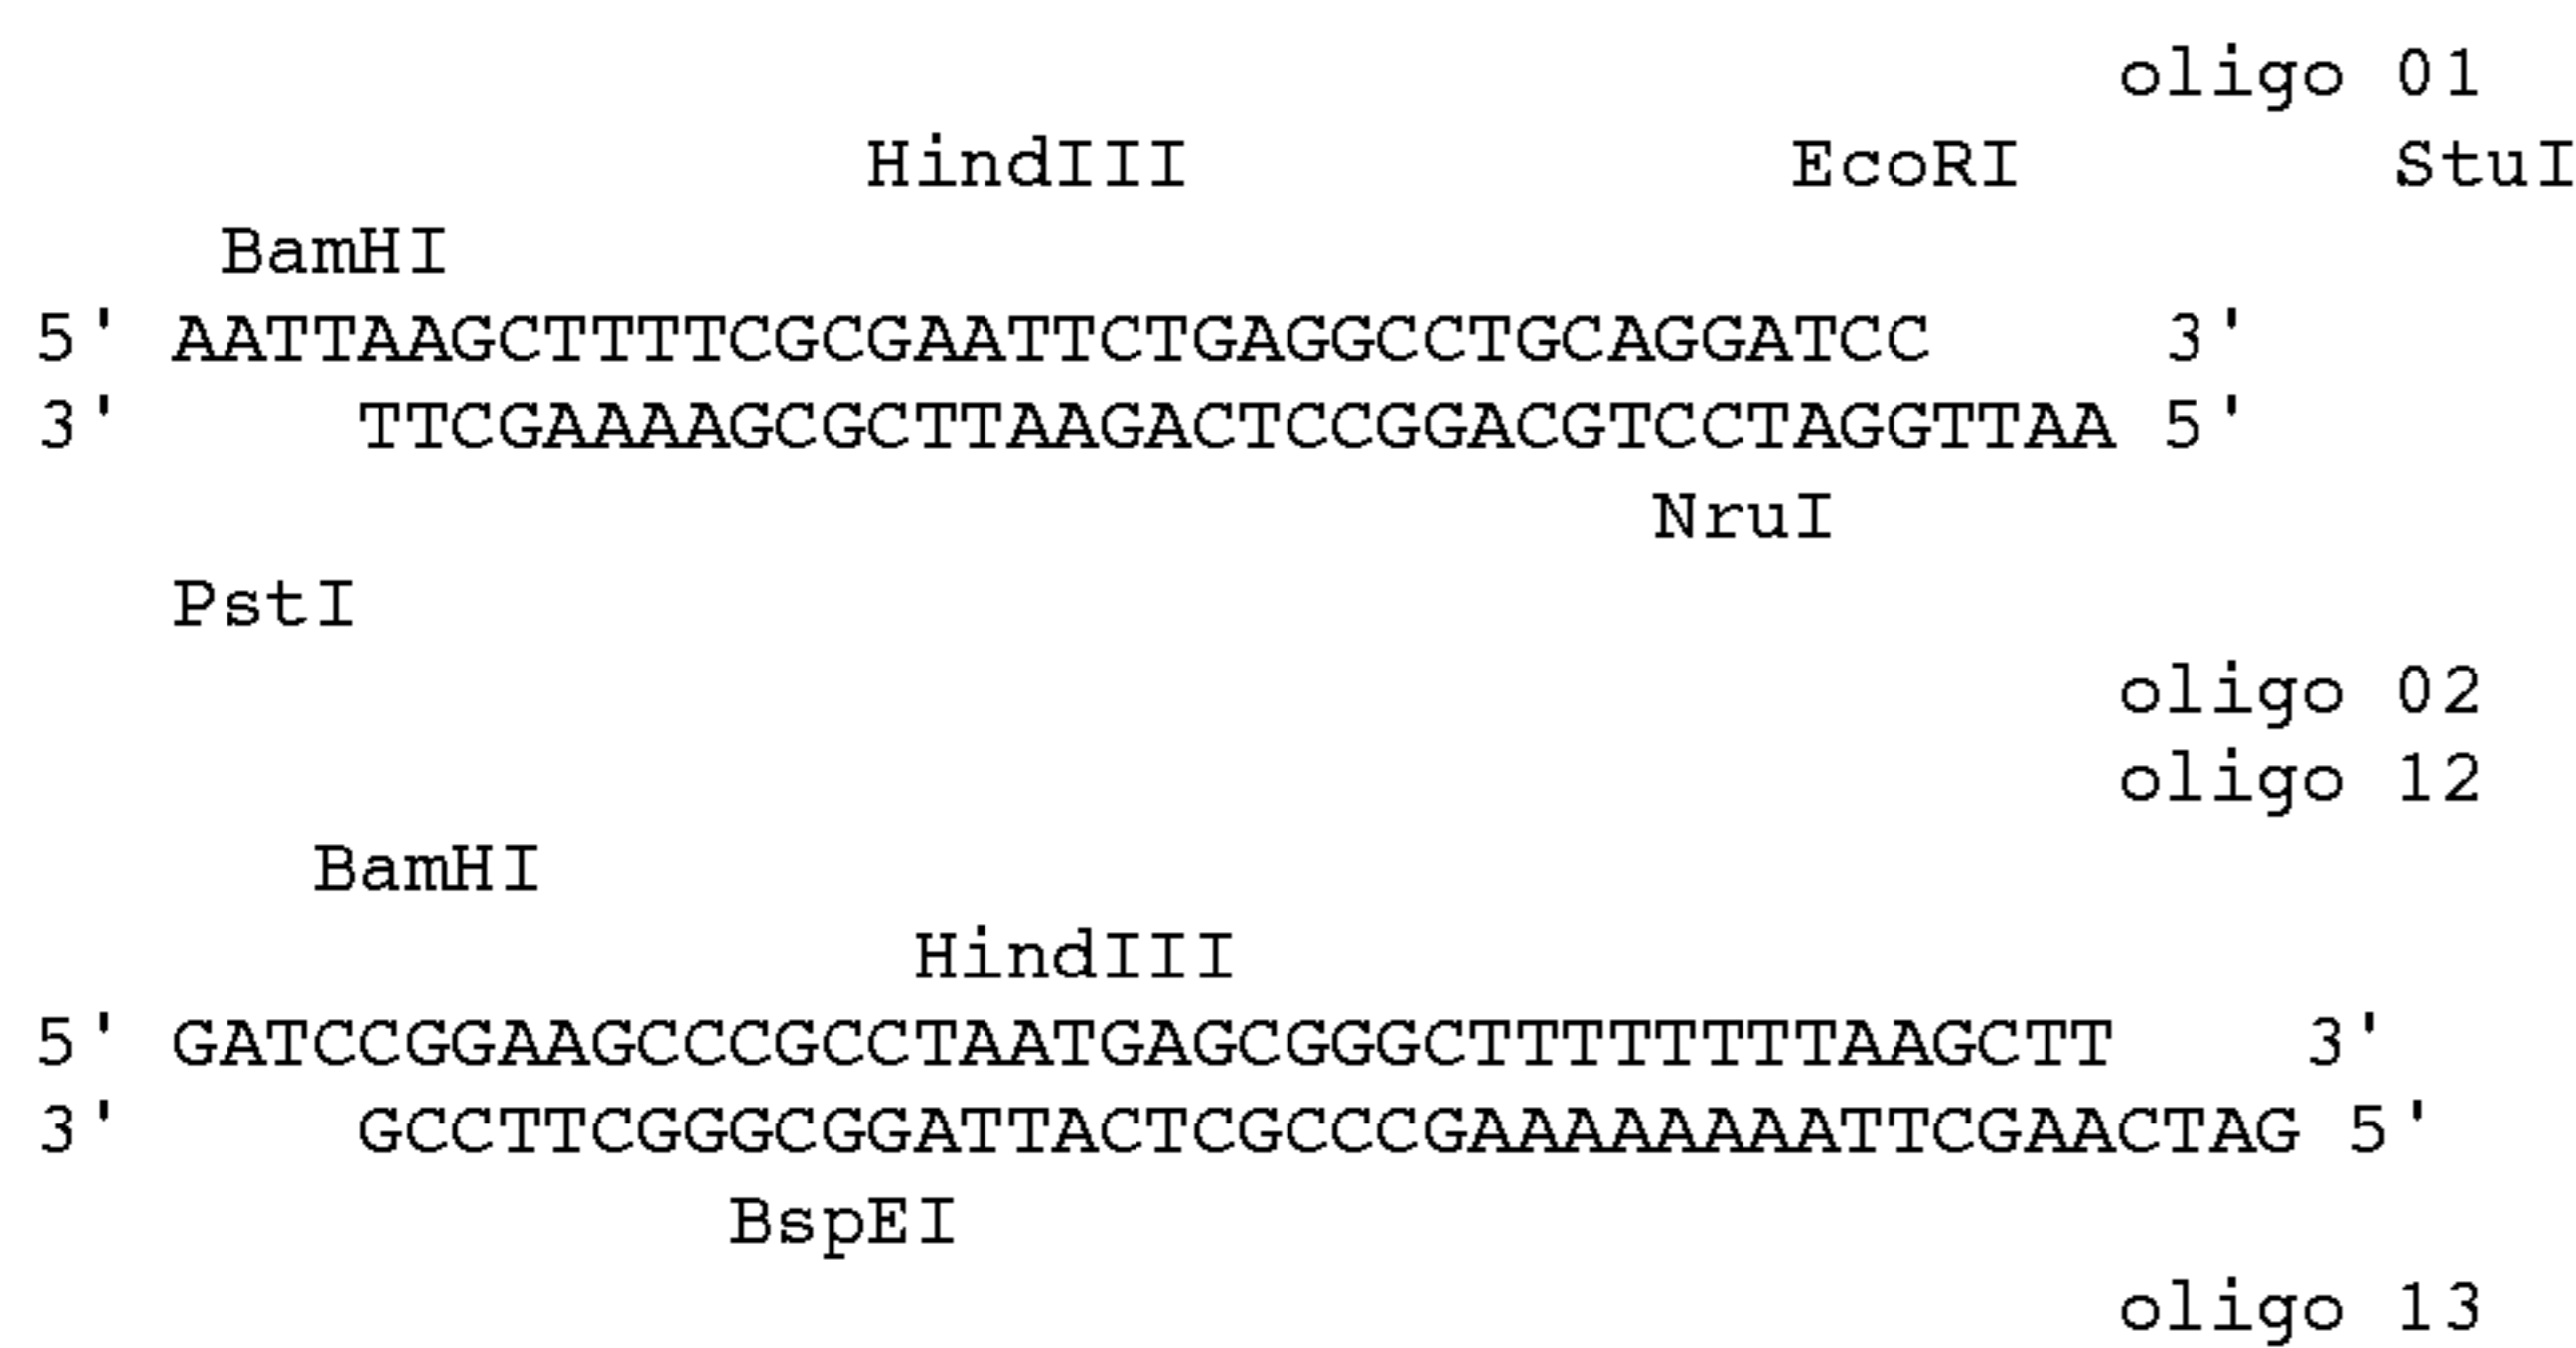 oligo 01
HindIII EcoRI StuI
BamHI
5' AATTAAGCTTTTCGCGAATTCTGAGGCCTGCAGGATCC 3'
3' TTCGAAAAGCGCTTAAGACTCCGGACGTCCTAGGTTAA 5'
NruI
PstI
oligo 02
oligo 12
BamHI
HindIII
5' GATCCGGAAGCCCGCCTAATGAGCGGGCTTTTTTTTAAGCTT 3'
3' GCCTTCGGGCGGATTACTCGCCCGAAAAAAAATTCGAACTAG 5'
BspEI
oligo 13